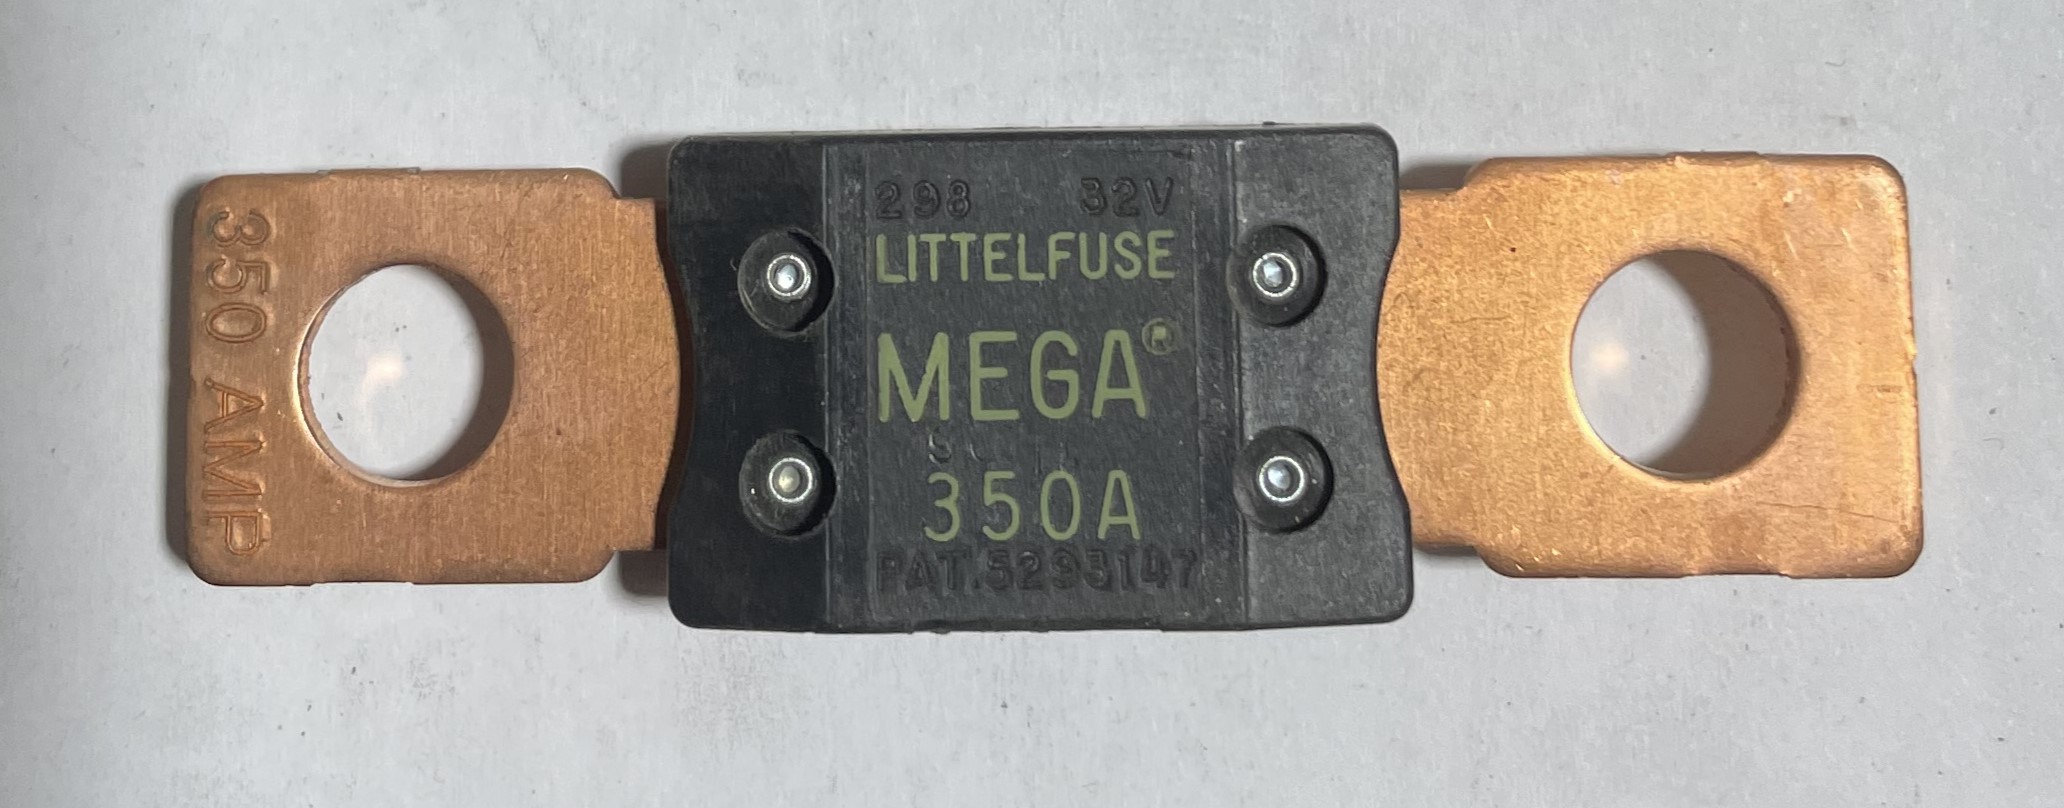 350 AMP
298 32V
LITTELFUSE
MEGA®
350A
PAT.5293147